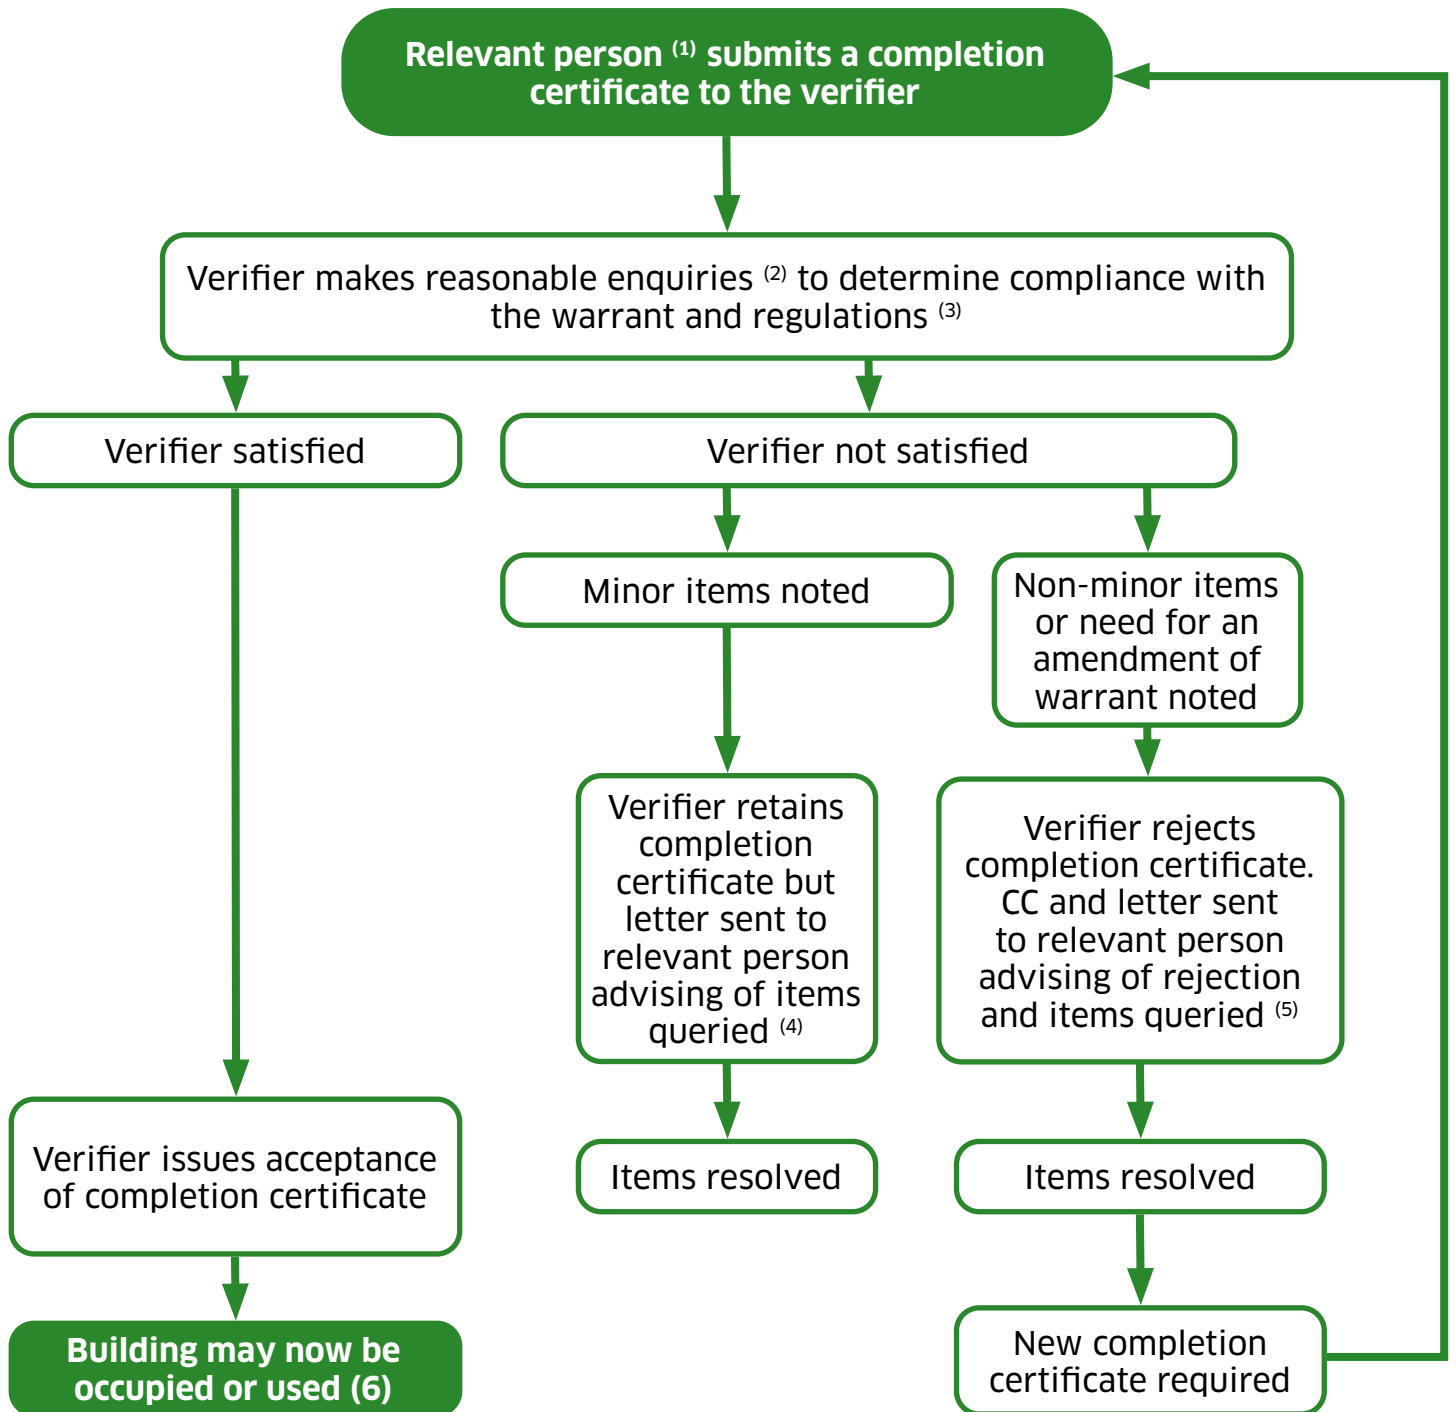 Relevant person (1) submits a completion
certificate to the verifier
Verifier makes reasonable enquiries (2) to determine compliance with
the warrant and regulations (3)
Verifier satisfied
Verifier not satisfied
Minor items noted
Non-minor items
or need for an
amendment of
warrant noted
Verifier retains
completion
certificate but
letter sent to
relevant person
advising of items
queried (4)
Verifier rejects
completion certificate.
CC and letter sent
to relevant person
advising of rejection
and items queried (5)
Verifier issues acceptance
of completion certificate
Items resolved
Items resolved
Building may now be
occupied or used (6)
New completion
certificate required